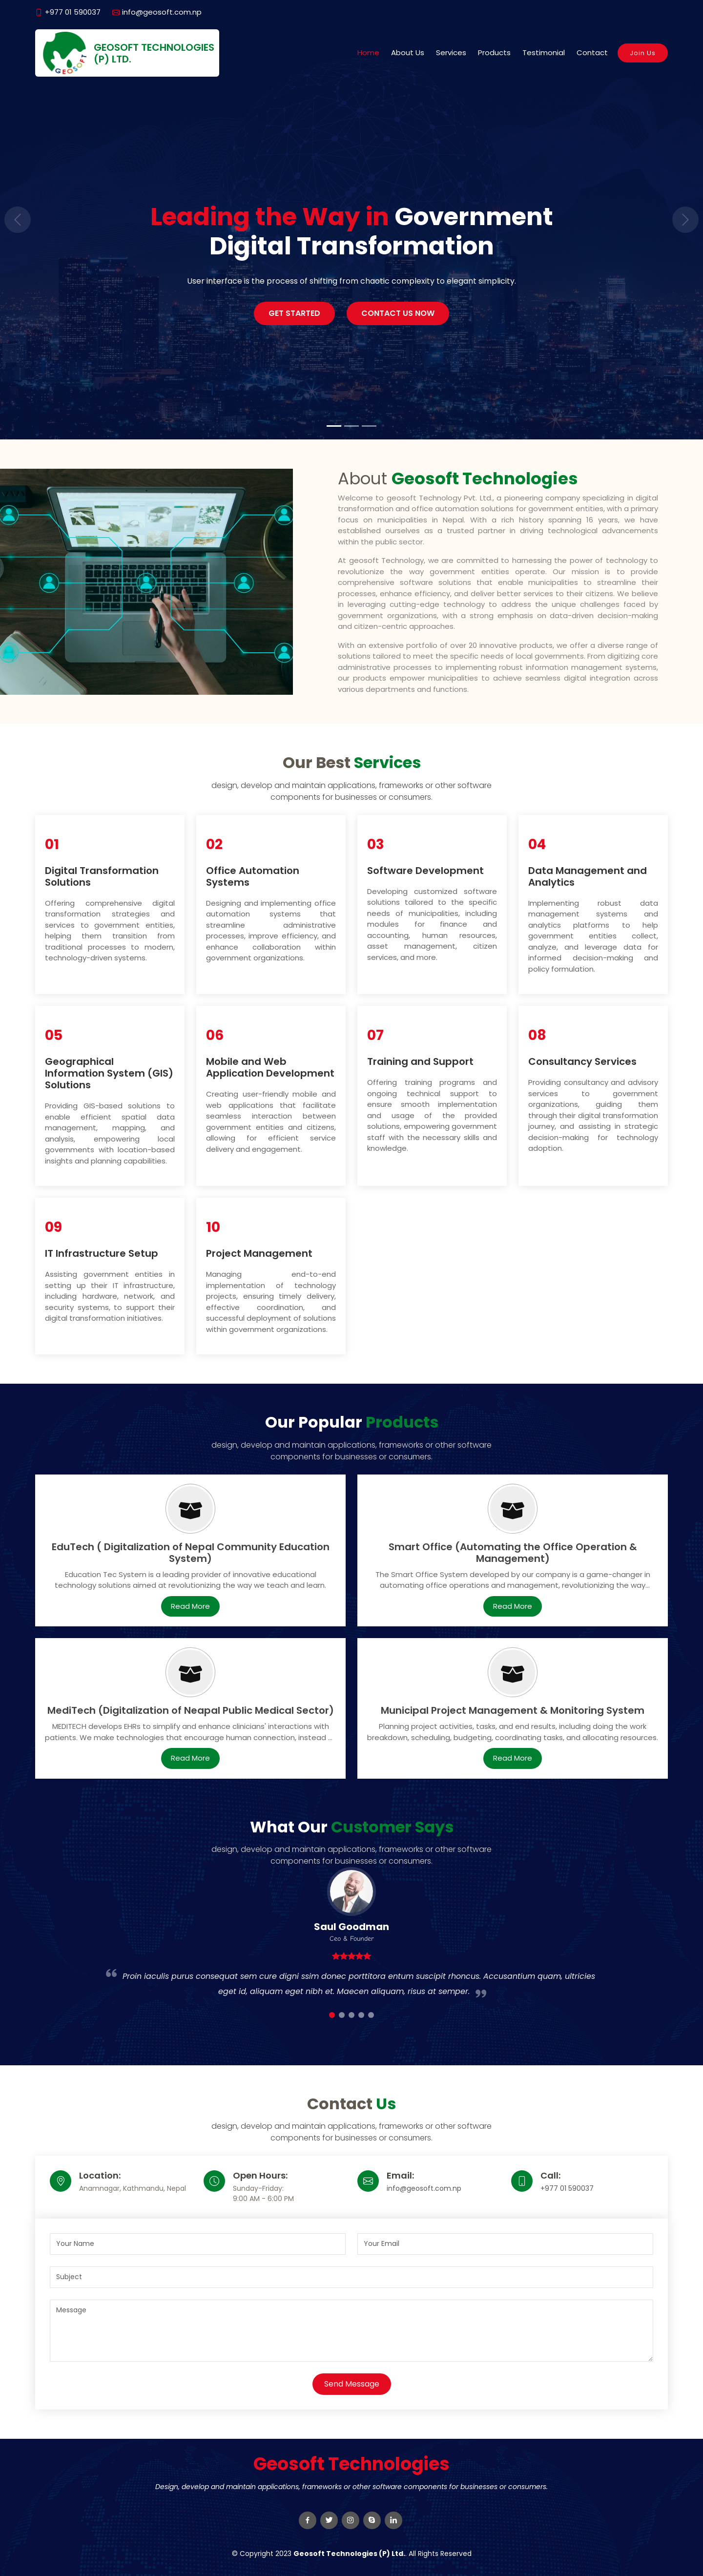 +977 01 590037 info@geosoft.com.np
GEOSOFT TECHNOLOGIES
(P) LTD.
GEOSOFT
Home About Us Services Products Testimonial Contact Join Us
Leading the Way in Government
Digital Transformation
User interface is the process of shifting from chaotic complexity to elegant simplicity.
GET STARTED CONTACT US NOW
About Geosoft Technologies
Welcome to geosoft Technology Pvt. Ltd., a pioneering company specializing in digital
transformation and office automation solutions for government entities, with a primary
focus on municipalities in Nepal. With a rich history spanning 16 years, we have
established ourselves as a trusted partner in driving technological advancements
within the public sector.
At geosoft Technology, we are committed to harnessing the power of technology to
revolutionize the way government entities operate. Our mission is to provide
comprehensive software solutions that enable municipalities to streamline their
processes, enhance efficiency, and deliver better services to their citizens. We believe
in leveraging cutting-edge technology to address the unique challenges faced by
government organizations, with a strong emphasis on data-driven decision-making
and citizen-centric approaches.
With an extensive portfolio of over 20 innovative products, we offer a diverse range of
solutions tailored to meet the specific needs of local governments. From digitizing core
administrative processes to implementing robust information management systems,
our products empower municipalities to achieve seamless digital integration across
various departments and functions.
Our Best Services
design, develop and maintain applications, frameworks or other software
components for businesses or consumers.
01
Digital Transformation
Solutions
Offering comprehensive digital
transformation strategies and
services to government entities,
helping them transition from
traditional processes to modern,
technology-driven systems.
02
Office Automation
Systems
Designing and implementing office
automation systems that
streamline administrative
processes, improve efficiency, and
enhance collaboration within
government organizations.
03
Software Development
Developing customized software
solutions tailored to the specific
needs of municipalities, including
modules for finance and
accounting, human resources,
asset management, citizen
services, and more.
04
Data Management and
Analytics
Implementing robust data
management systems and
analytics platforms to help
government entities collect,
analyze, and leverage data for
informed decision-making and
policy formulation.
05
Geographical
Information System (GIS)
Solutions
Providing GIS-based solutions to
enable efficient spatial data
management, mapping, and
analysis, empowering local
governments with location-based
insights and planning capabilities.
06
Mobile and Web
Application Development
Creating user-friendly mobile and
web applications that facilitate
seamless interaction between
government entities and citizens,
allowing for efficient service
delivery and engagement.
07
Training and Support
Offering training programs and
ongoing technical support to
ensure smooth implementation
and usage of the provided
solutions, empowering government
staff with the necessary skills and
knowledge.
08
Consultancy Services
Providing consultancy and advisory
services to government
organizations, guiding them
through their digital transformation
journey, and assisting in strategic
decision-making for technology
adoption.
09
IT Infrastructure Setup
Assisting government entities in
setting up their IT infrastructure,
including hardware, network, and
security systems, to support their
digital transformation initiatives.
10
Project Management
Managing end-to-end
implementation of technology
projects, ensuring timely delivery,
effective coordination, and
successful deployment of solutions
within government organizations.
Our Popular Products
design, develop and maintain applications, frameworks or other software
components for businesses or consumers.
EduTech ( Digitalization of Nepal Community Education
System)
Education Tec System is a leading provider of innovative educational
technology solutions aimed at revolutionizing the way we teach and learn.
Read More
Smart Office (Automating the Office Operation &
Management)
The Smart Office System developed by our company is a game-changer in
automating office operations and management, revolutionizing the way...
Read More
MediTech (Digitalization of Neapal Public Medical Sector)
MEDITECH develops EHRs to simplify and enhance clinicians' interactions with
patients. We make technologies that encourage human connection, instead ...
Read More
Municipal Project Management & Monitoring System
Planning project activities, tasks, and end results, including doing the work
breakdown, scheduling, budgeting, coordinating tasks, and allocating resources.
Read More
What Our Customer Says
design, develop and maintain applications, frameworks or other software
components for businesses or consumers.
Saul Goodman
Ceo & Founder
Proin iaculis purus consequat sem cure digni ssim donec porttitora entum suscipit rhoncus. Accusantium quam, ultricies
eget id, aliquam eget nibh et. Maecen aliquam, risus at semper.
Contact Us
design, develop and maintain applications, frameworks or other software
components for businesses or consumers.
Location:
Anamnagar, Kathmandu, Nepal
Open Hours:
Sunday-Friday:
9:00 AM - 6:00 PM
Email:
info@geosoft.com.np
Call:
+977 01 590037
Your Name Your Email
Subject
Message
Send Message
Geosoft Technologies
Design, develop and maintain applications, frameworks or other software components for businesses or consumers.
© Copyright 2023 Geosoft Technologies (P) Ltd.. All Rights Reserved